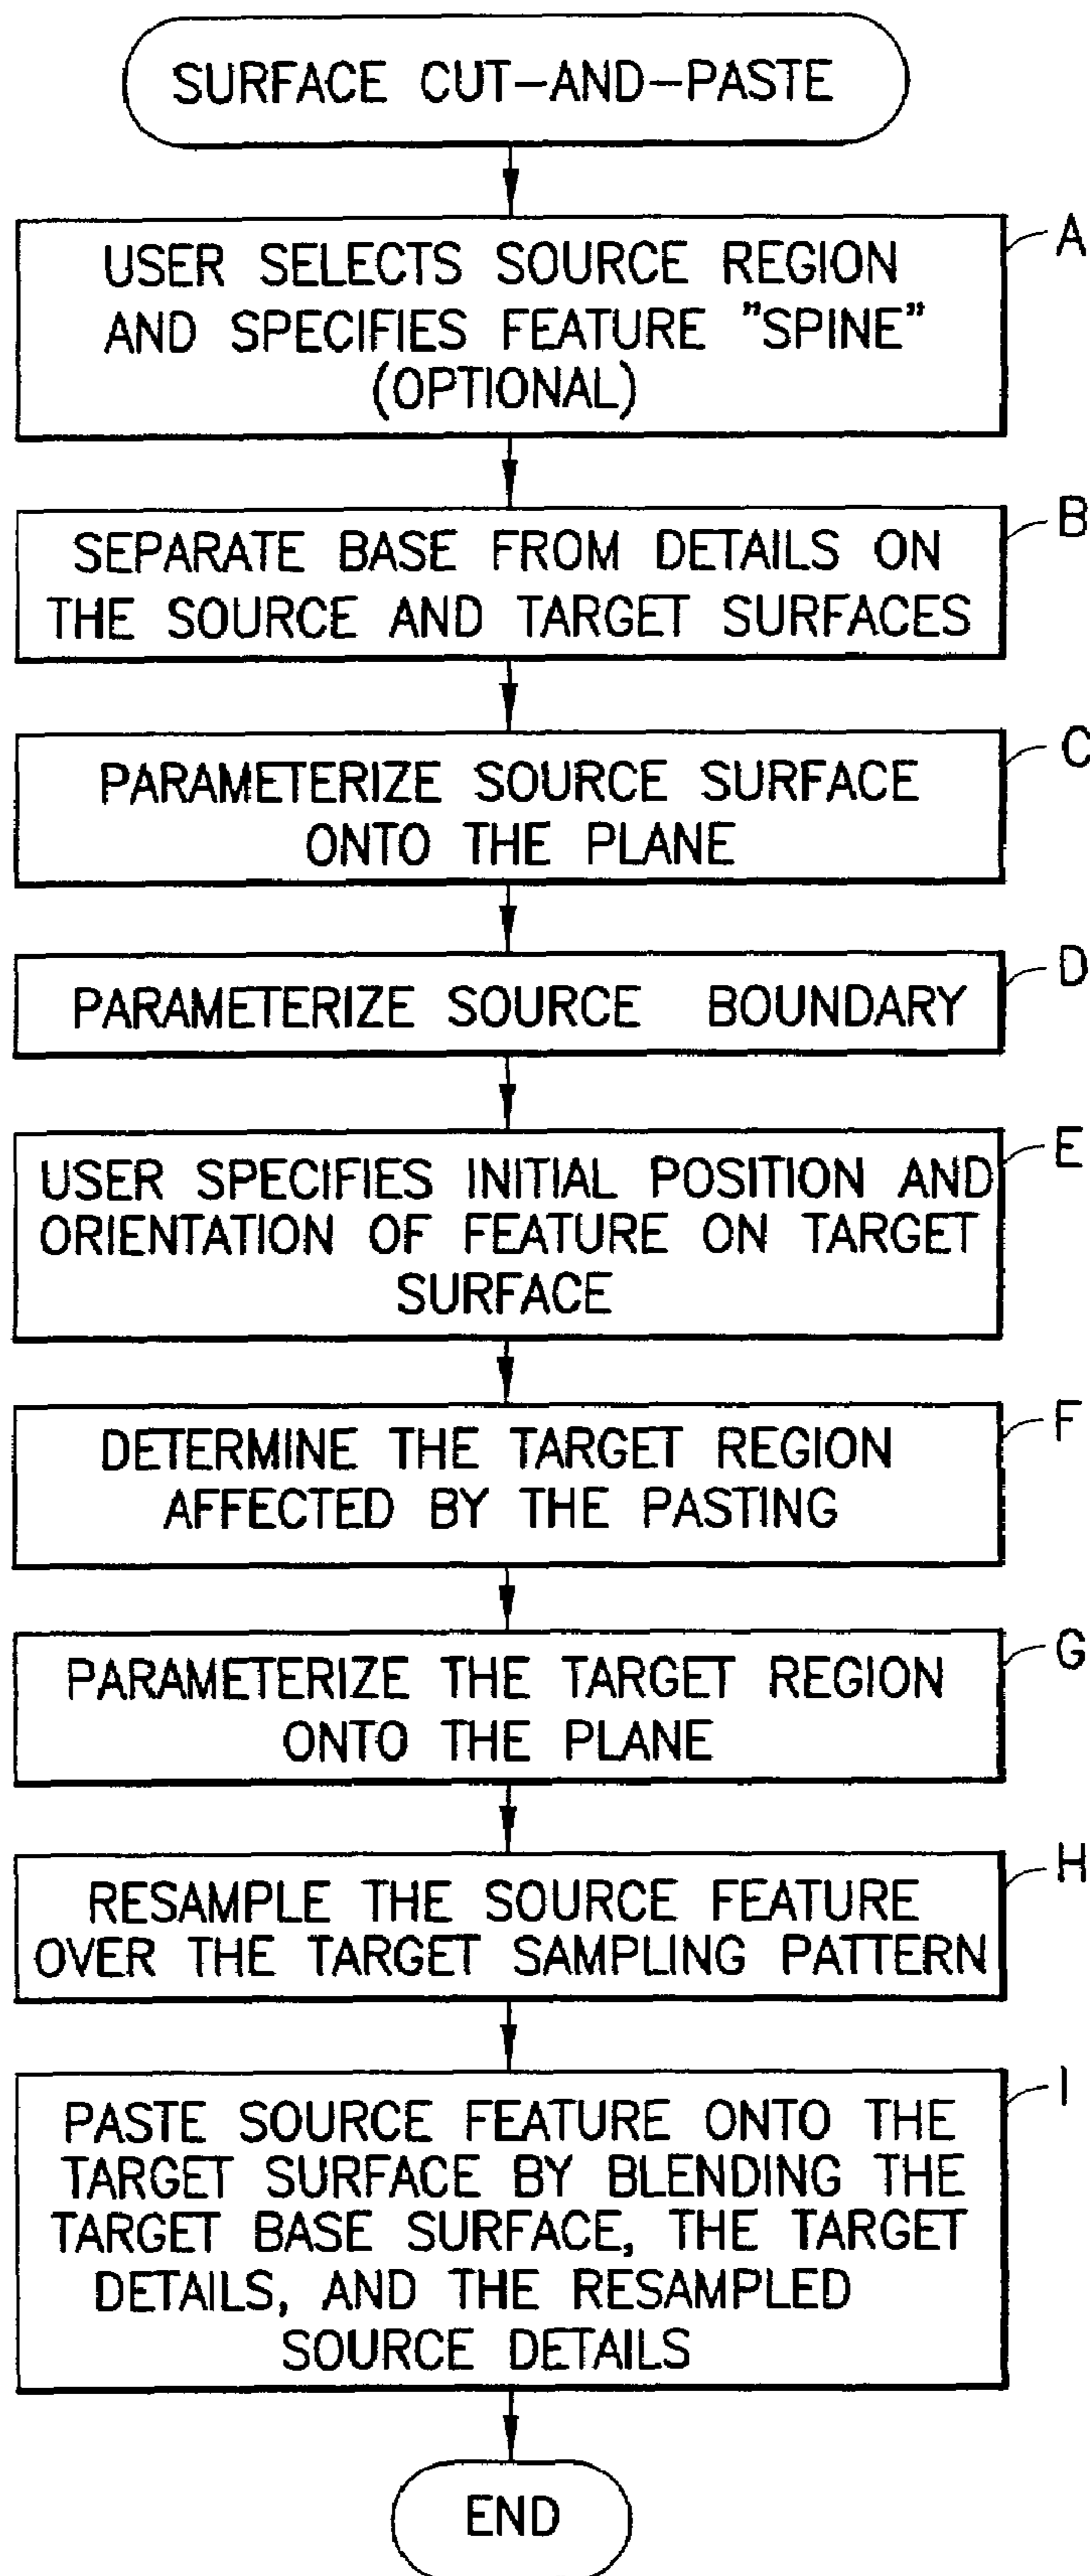 SURFACE CUT-AND-PASTE
A
USER SELECTS SOURCE REGION
AND SPECIFIES FEATURE "SPINE"
(OPTIONAL)
B
SEPARATE BASE FROM DETAILS ON
THE SOURCE AND TARGET SURFACES
C
PARAMETERIZE SOURCE SURFACE
ONTO THE PLANE
D
PARAMETERIZE SOURCE BOUNDARY
E
USER SPECIFIES INITIAL POSITION AND
ORIENTATION OF FEATURE ON TARGET
SURFACE
F
DETERMINE THE TARGET REGION
AFFECTED BY THE PASTING
G
PARAMETERIZE THE TARGET REGION
ONTO THE PLANE
H
RESAMPLE THE SOURCE FEATURE
OVER THE TARGET SAMPLING PATTERN
I
PASTE SOURCE FEATURE ONTO THE
TARGET SURFACE BY BLENDING THE
TARGET BASE SURFACE, THE TARGET
DETAILS, AND THE RESAMPLED
SOURCE DETAILS
END